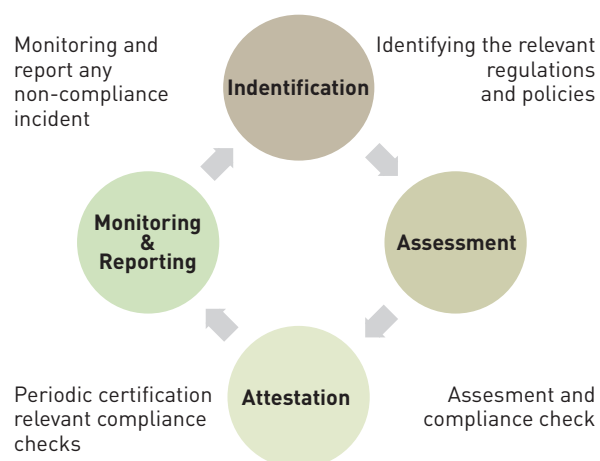 Monitoring and
report any
non-compliance
incident
Indentification
Identifying the relevant
regulations
and policies
Monitoring
&
Reporting
Assessment
Periodic certification
relevant compliance
checks
Attestation
Assesment and
compliance check